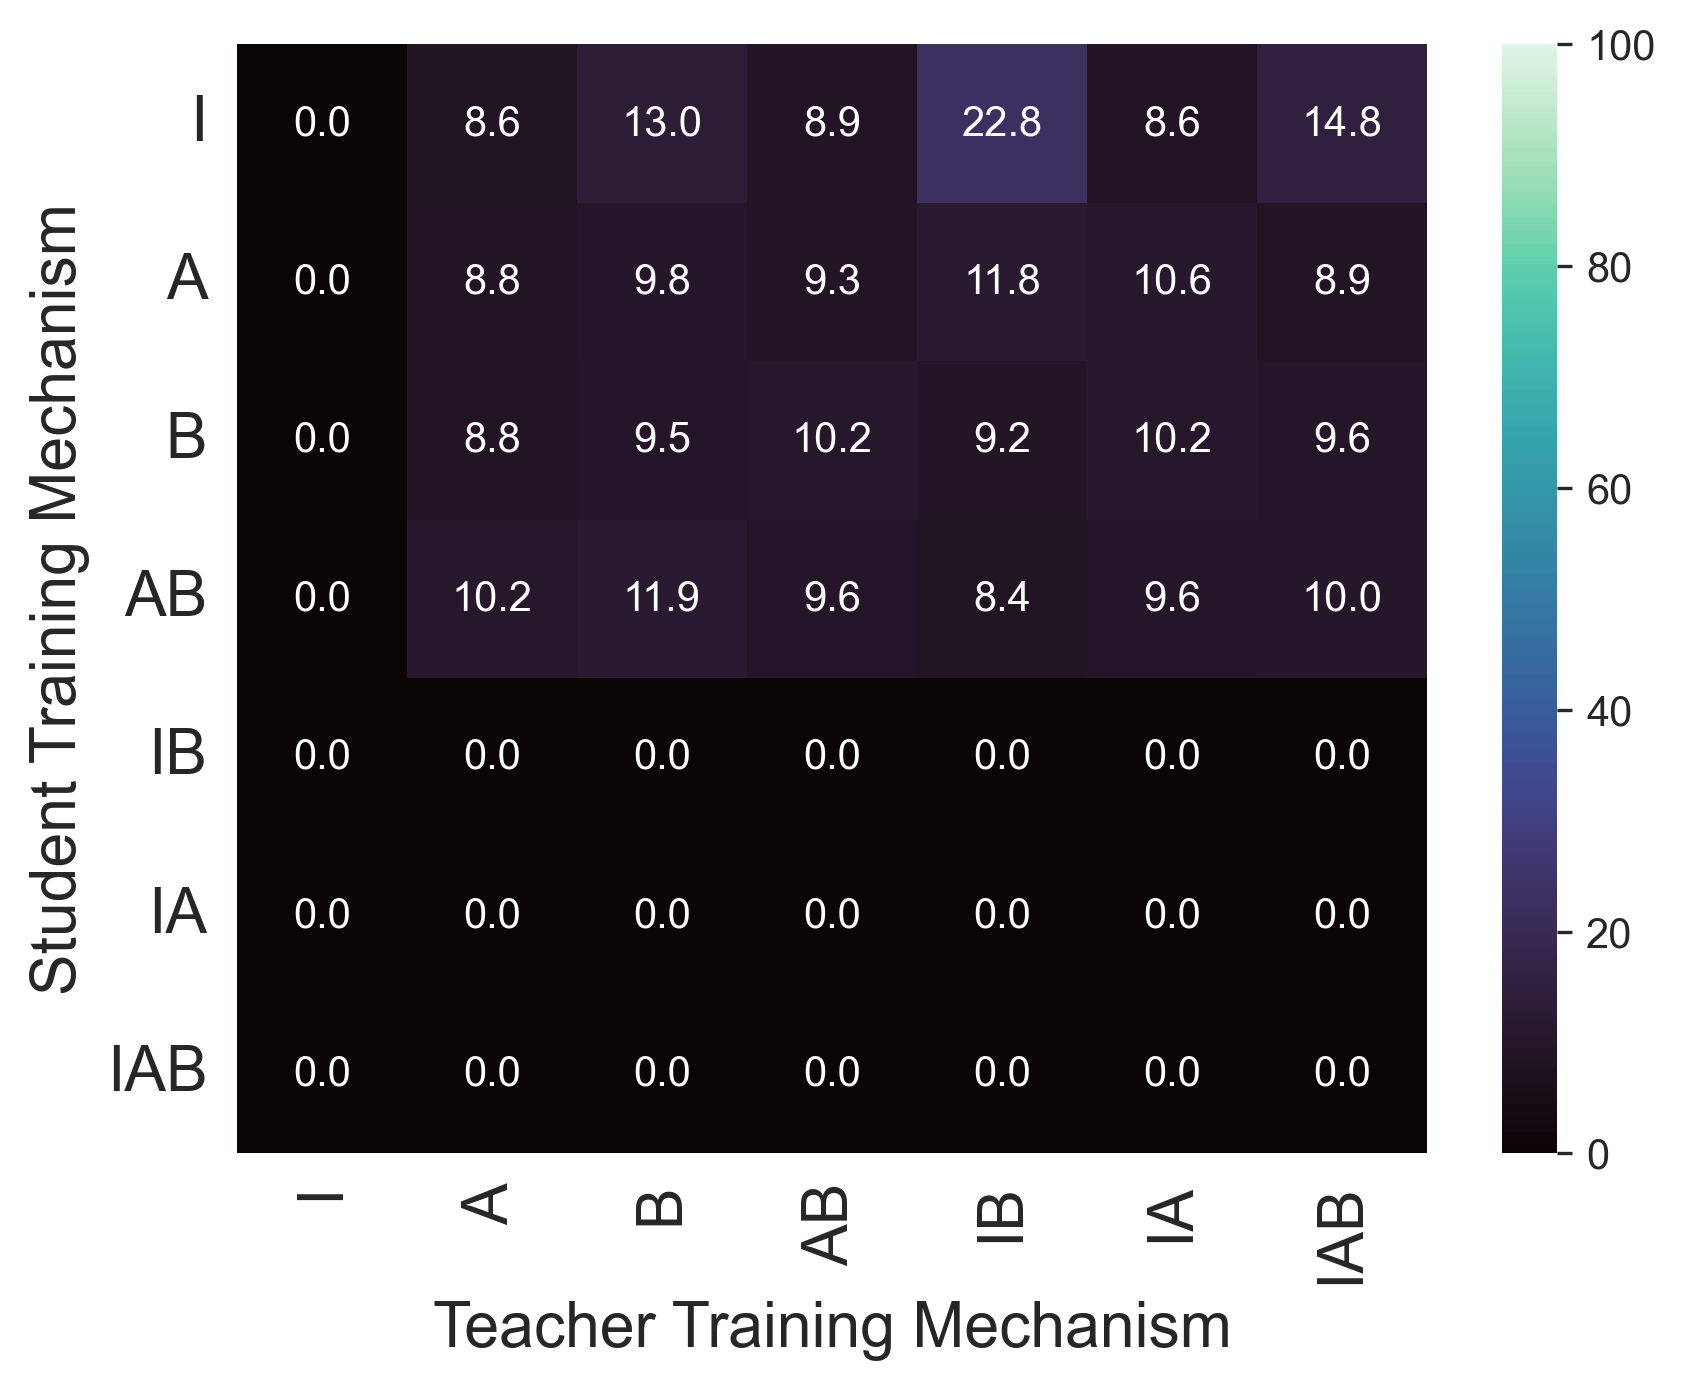 Student Training Mechanism
I 0.0 8.6 13.0 8.9 22.8 8.6 14.8
A 0.0 8.8 9.8 9.3 11.8 10.6 8.9
B 0.0 8.8 9.5 10.2 9.2 10.2 9.6
AB 0.0 10.2 11.9 9.6 8.4 9.6 10.0
IB 0.0 0.0 0.0 0.0 0.0 0.0 0.0
IA 0.0 0.0 0.0 0.0 0.0 0.0 0.0
IAB 0.0 0.0 0.0 0.0 0.0 0.0 0.0
I A B AB IB IA IAB
Teacher Training Mechanism
100
80
60
40
20
0